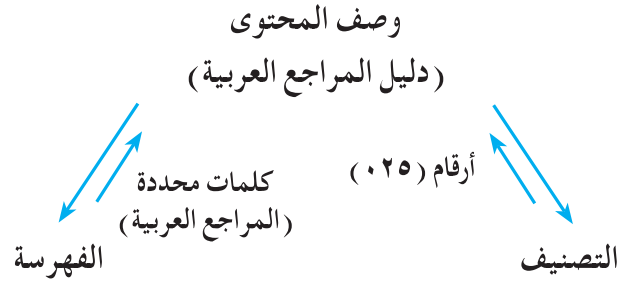 وصف المحتوى
(دليل المراجع العربية)
أرقام (٠٢٥)
كلمات محددة
(المراجع العربية)
التصنيف
الفهرسة